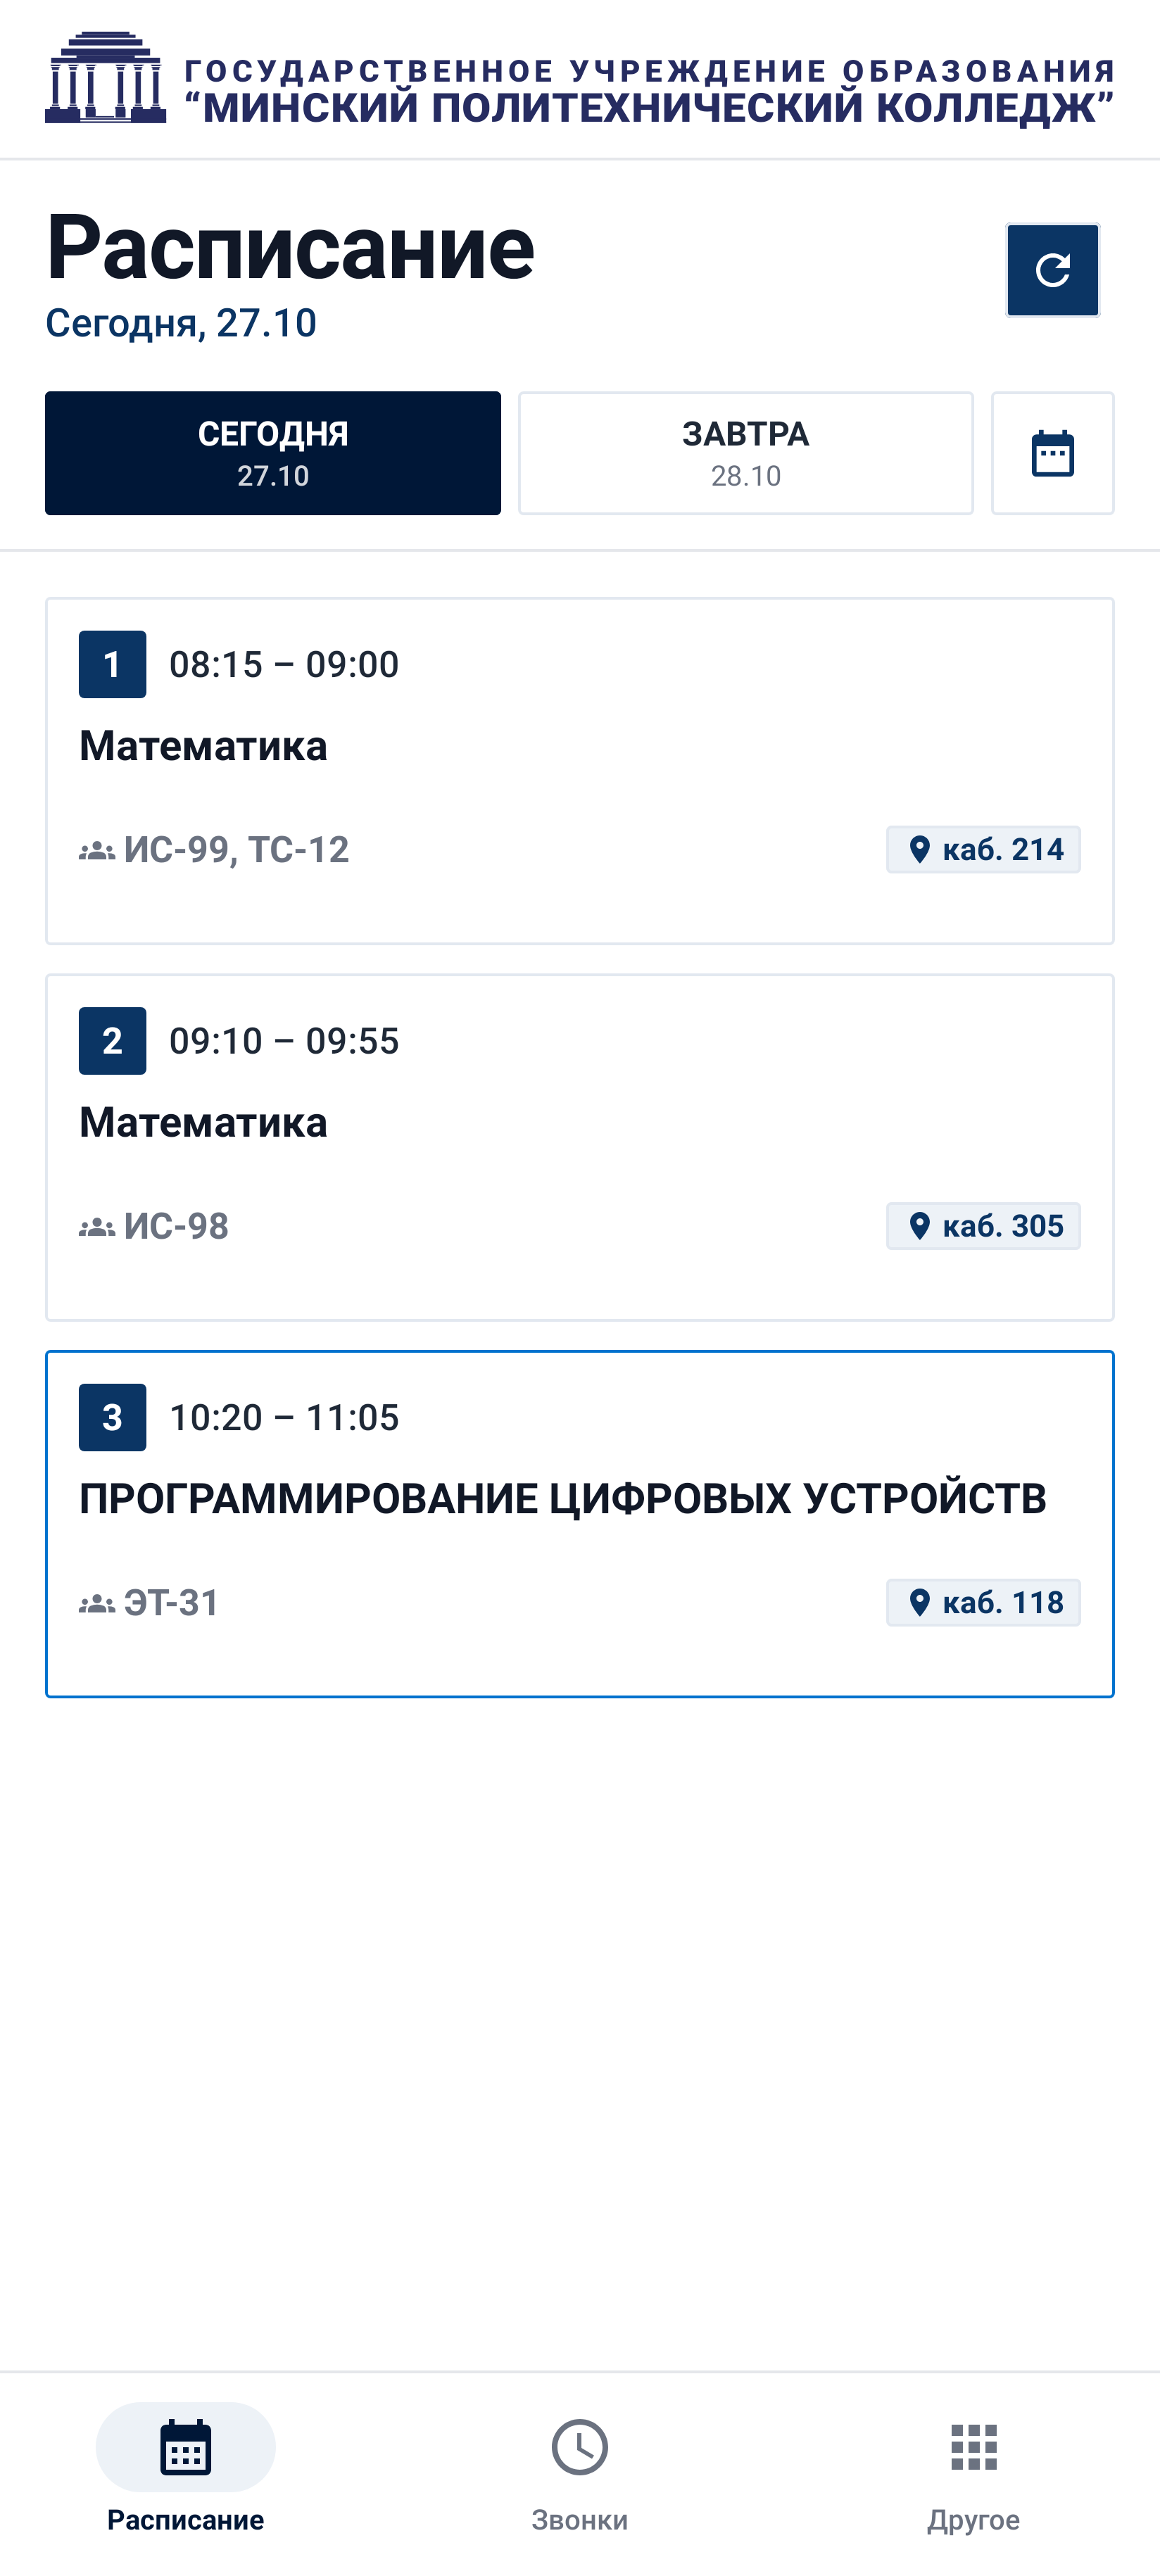 ГОСУДАРСТВЕННОЕ УЧРЕЖДЕНИЕ ОБРАЗОВАНИЯ
“МИНСКИЙ ПОЛИТЕХНИЧЕСКИЙ КОЛЛЕДЖ”
Расписание
Сегодня, 27.10
СЕГОДНЯ
27.10
ЗАВТРА
28.10
1 08:15 – 09:00
Математика
ИС-99, ТС-12 каб. 214
2 09:10 – 09:55
Математика
ИС-98 каб. 305
3 10:20 – 11:05
ПРОГРАММИРОВАНИЕ ЦИФРОВЫХ УСТРОЙСТВ
ЭТ-31 каб. 118
Расписание Звонки Другое